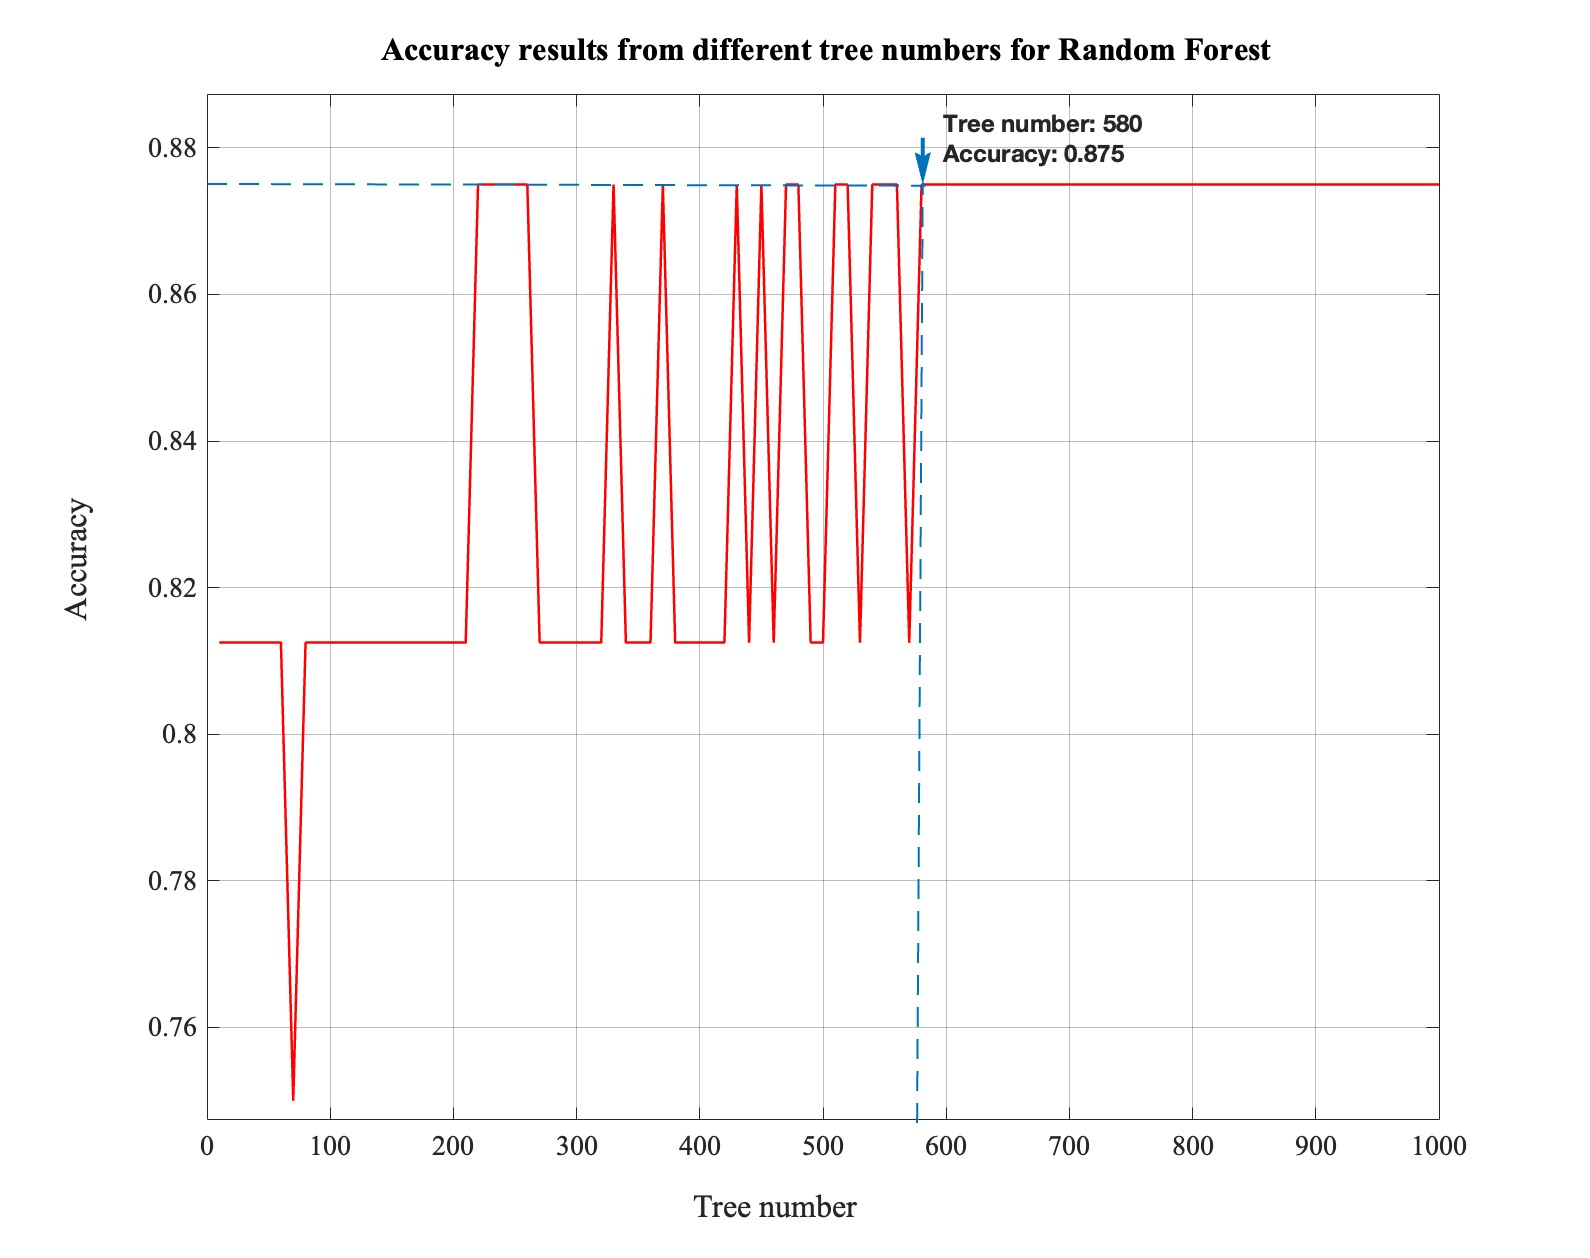 Accuracy results from different tree numbers for Random Forest
Tree number: 580
Accuracy: 0.875
0.88
0.86
0.84
0.82
0.8
0.78
0.76
Accuracy
0 100 200 300 400 500 600 700 800 900 1000
Tree number